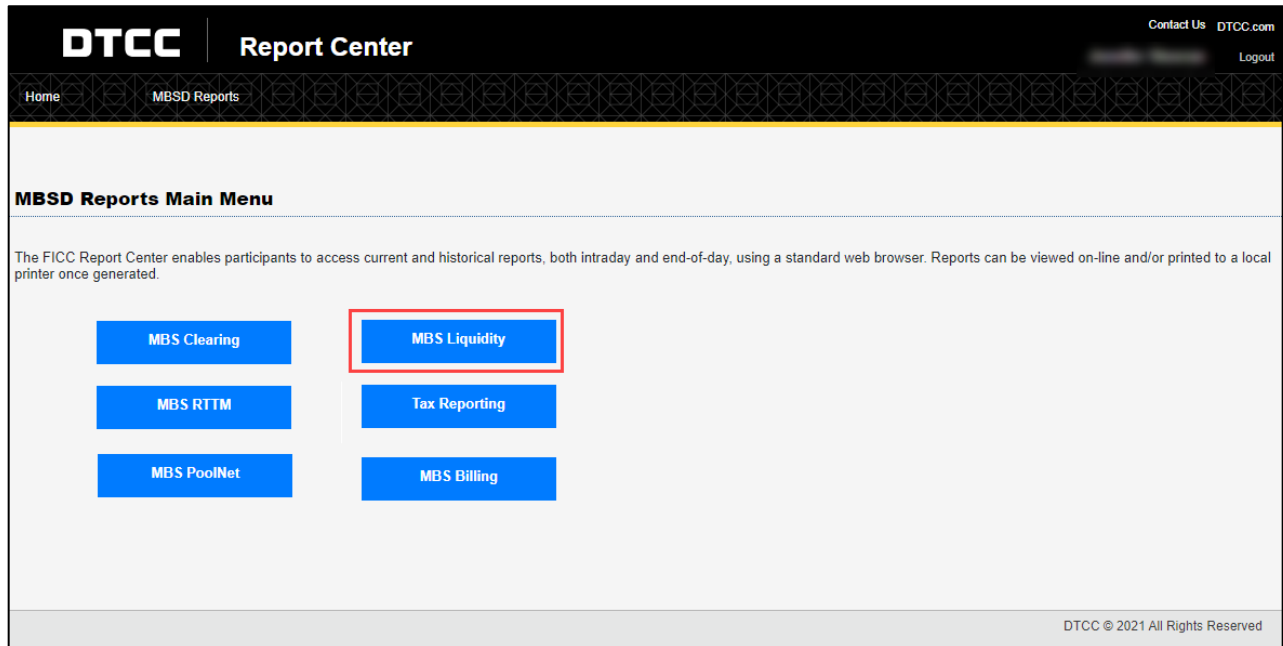 Contact Us DTCC.com
DTCC Report Center
Logout
Home MBSD Reports
MBSD Reports Main Menu
The FICC Report Center enables participants to access current and historical reports, both intraday and end-of-day, using a standard web browser. Reports can be viewed on-line and/or printed to a local
printer once generated.
MBS Clearing MBS Liquidity
MBS RTTM Tax Reporting
MBS PoolNet MBS Billing
DTCC © 2021 All Rights Reserved